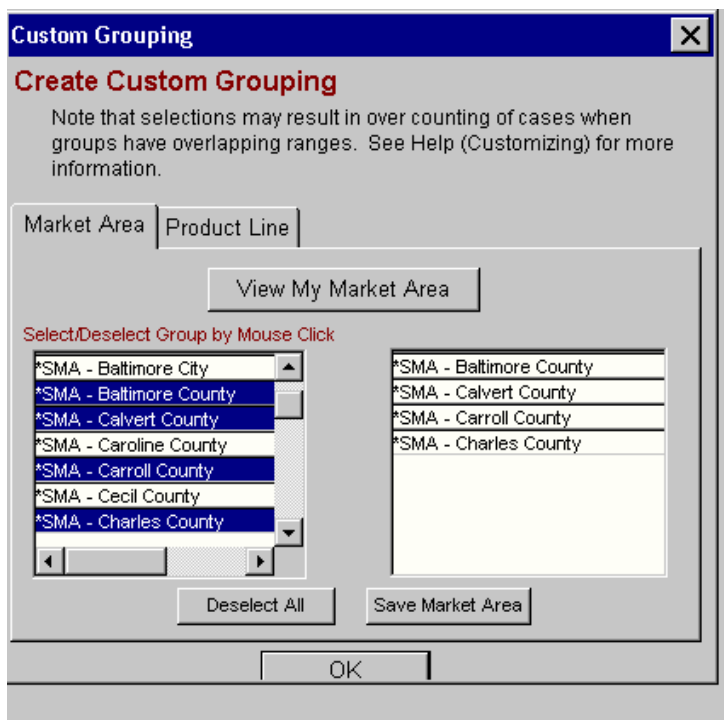 Custom Grouping
Create Custom Grouping
Note that selections may result in over counting of cases when
groups have overlapping ranges.  See Help (Customizing) for more
information.
Market Area
Product Line
View My Market Area
Select/Deselect Group by Mouse Click
*SMA - Baltimore City
*SMA - Baltimore County
*SMA - Calvert County
*SMA - Caroline County
*SMA - Carroll County
*SMA - Cecil County
*SMA - Charles County
*SMA - Baltimore County
*SMA - Calvert County
*SMA - Carroll County
*SMA - Charles County
Deselect All
Save Market Area
OK